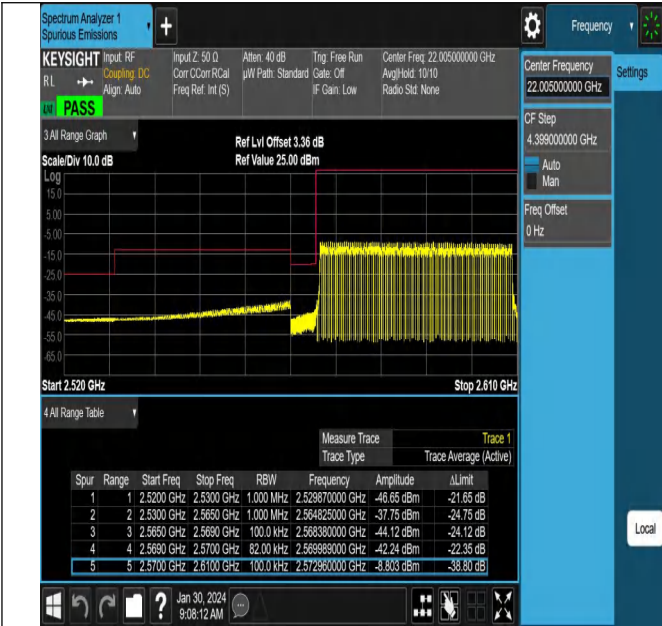 Spectrum Analyzer 1
Spurious Emissions
+
Frequency
KEYSIGHT
RL
Input: RF
Coupling: DC
Align: Auto
Input Z: 50 Ω
Corr CCorr RCal
Freq Ref: Int (S)
Atten: 40 dB
µW Path: Standard
Trig: Free Run
Gate: Off
IF Gain: Low
Center Freq: 22.005000000 GHz
Avg|Hold: 10/10
Radio Std: None
PASS
3 All Range Graph
Scale/Div 10.0 dB
Ref Lvl Offset 3.36 dB
Ref Value 25.00 dBm
Log
15.0
5.00
-5.00
-15.0
-25.0
-35.0
-45.0
-55.0
-65.0
Start 2.520 GHz
Stop 2.610 GHz
4 All Range Table
Measure Trace Trace 1
Trace Type Trace Average (Active)
Spur Range Start Freq Stop Freq RBW Frequency Amplitude ΔLimit
1 1 2.5200 GHz 2.5300 GHz 1.000 MHz 2.529870000 GHz -46.65 dBm -21.65 dB
2 2 2.5300 GHz 2.5650 GHz 1.000 MHz 2.564825000 GHz -37.75 dBm -24.75 dB
3 3 2.5650 GHz 2.5690 GHz 100.0 kHz 2.568380000 GHz -44.12 dBm -24.12 dB
4 4 2.5690 GHz 2.5700 GHz 82.00 kHz 2.569989000 GHz -42.24 dBm -22.35 dB
5 5 2.5700 GHz 2.6100 GHz 100.0 kHz 2.572960000 GHz -8.803 dBm -38.80 dB
Center Frequency
22.005000000 GHz
Settings
CF Step
4.399000000 GHz
Auto
Man
Freq Offset
0 Hz
Local
?
Jan 30, 2024
9:08:12 AM